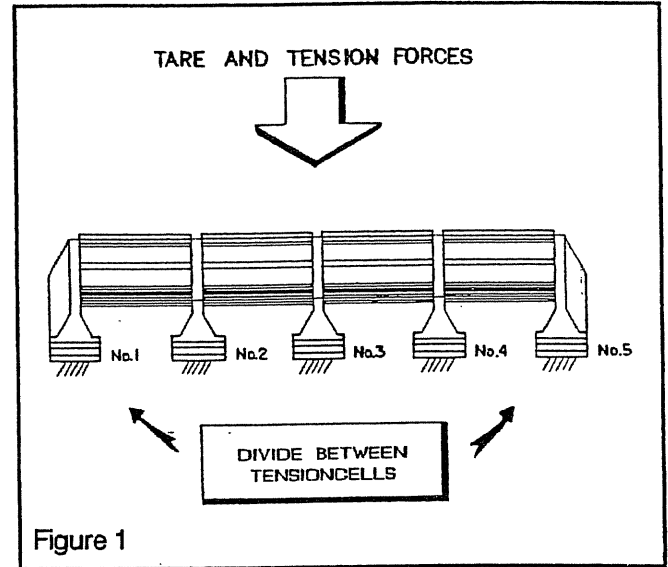 TARE AND TENSION FORCES
No.1 No.2 No.3 No.4 No.5
DIVIDE BETWEEN
TENSIONCELLS
Figure 1